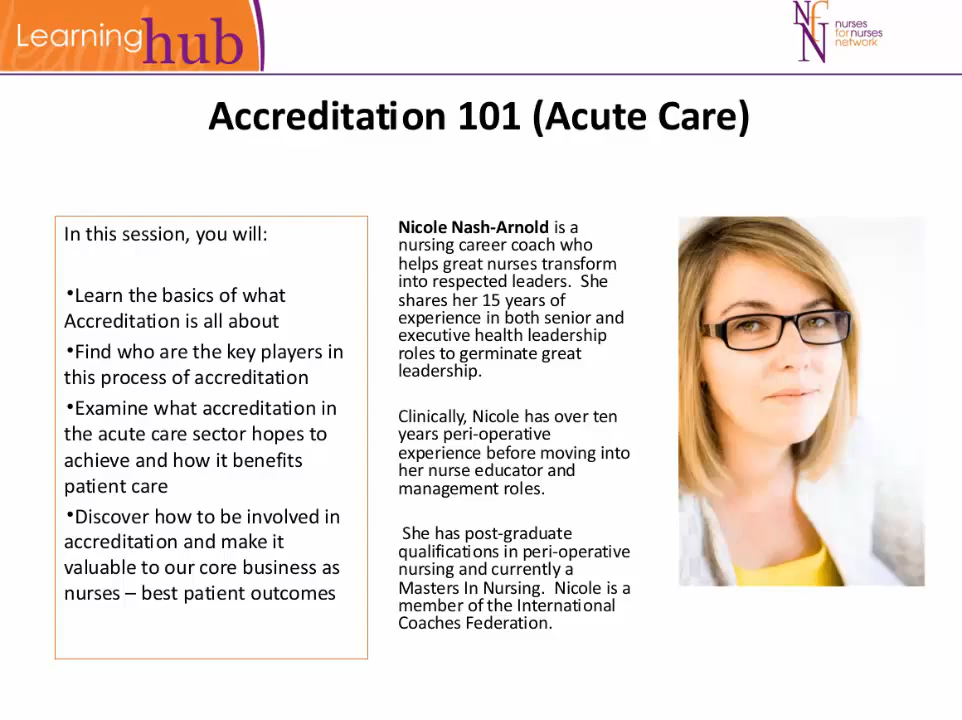 Learning hub
nurses
for nurses
network
NfN
Accreditation 101 (Acute Care)
In this session, you will:
•Learn the basics of what
Accreditation is all about
•Find who are the key players in
this process of accreditation
•Examine what accreditation in
the acute care sector hopes to
achieve and how it benefits
patient care
•Discover how to be involved in
accreditation and make it
valuable to our core business as
nurses – best patient outcomes
Nicole Nash-Arnold is a
nursing career coach who
helps great nurses transform
into respected leaders.  She
shares her 15 years of
experience in both senior and
executive health leadership
roles to germinate great
leadership.
Clinically, Nicole has over ten
years peri-operative
experience before moving into
her nurse educator and
management roles.
She has post-graduate
qualifications in peri-operative
nursing and currently a
Masters In Nursing.  Nicole is a
member of the International
Coaches Federation.